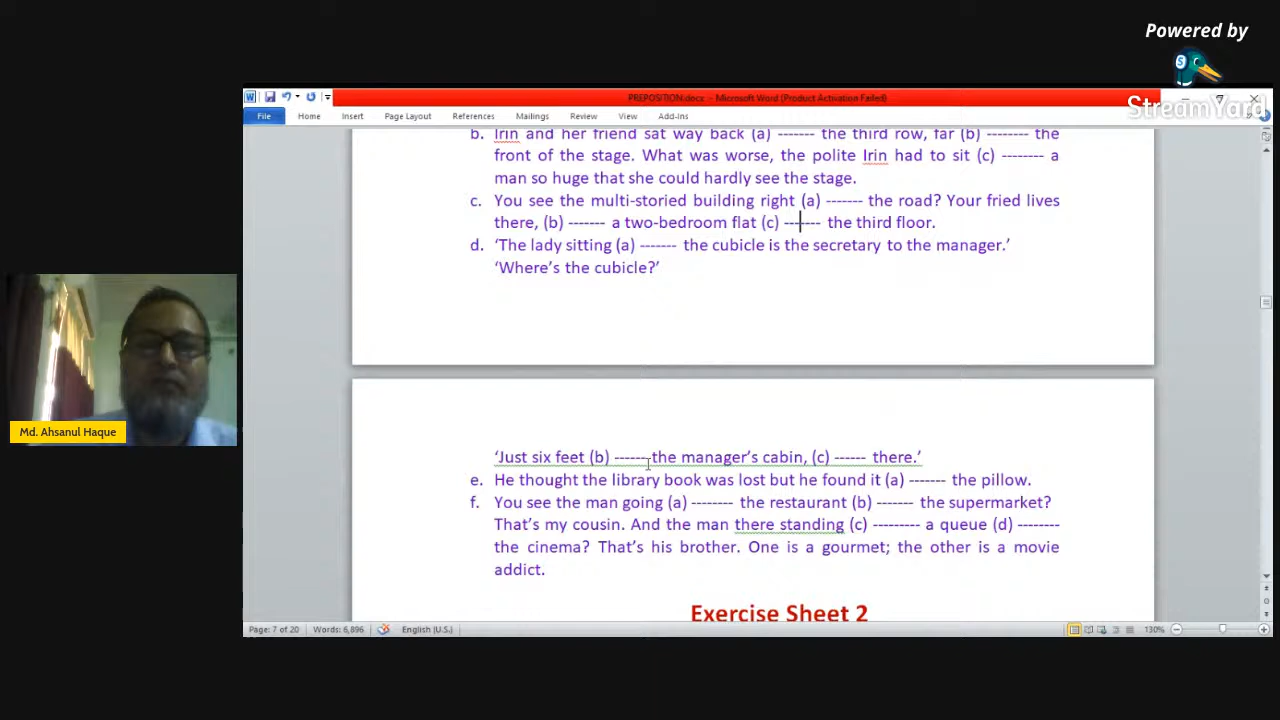 Powered by
StreamYard
PREPOSITION.docx - Microsoft Word (Product Activation Failed)
File Home Insert Page Layout References Mailings Review View Add-Ins
b. Irin and her friend sat way back (a) ------- the third row, far (b) -------- the
front of the stage. What was worse, the polite Irin had to sit (c) -------- a
man so huge that she could hardly see the stage.
c. You see the multi-storied building right (a) ------- the road? Your fried lives
there, (b) ------- a two-bedroom flat (c) ------- the third floor.
d. ‘The lady sitting (a) ------- the cubicle is the secretary to the manager.’
‘Where’s the cubicle?’
‘Just six feet (b) ------ the manager’s cabin, (c) ------ there.’
e. He thought the library book was lost but he found it (a) ------- the pillow.
f. You see the man going (a) -------- the restaurant (b) ------- the supermarket?
That’s my cousin. And the man there standing (c) --------- a queue (d) --------
the cinema? That’s his brother. One is a gourmet; the other is a movie
addict.
Exercise Sheet 2
Md. Ahsanul Haque
Page: 7 of 20 Words: 6,896 English (U.S.) 130%